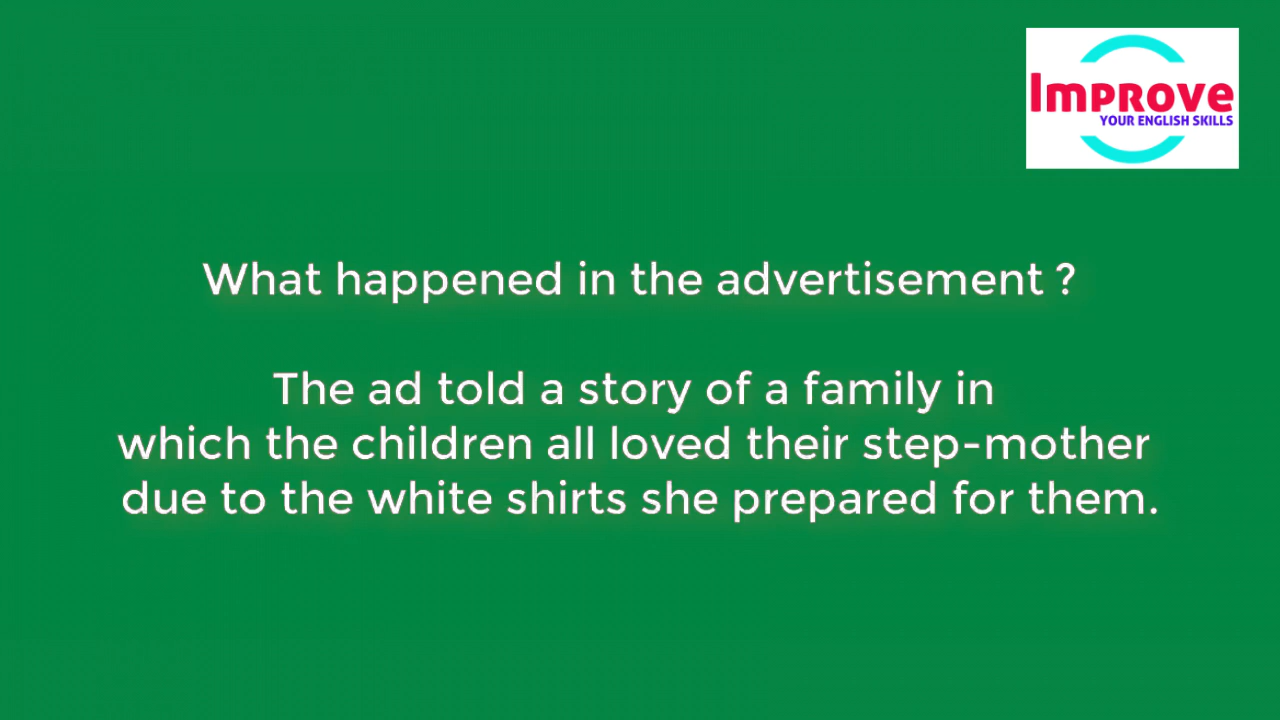 Improve
YOUR ENGLISH SKILLS
What happened in the advertisement ?
The ad told a story of a family in
which the children all loved their step-mother
due to the white shirts she prepared for them.